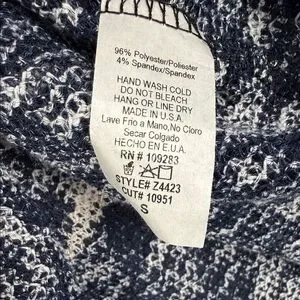 96% Polyester/Poliester
4% Spandex/Spandex
HAND WASH COLD
DO NOT BLEACH
HANG OR LINE DRY
MADE IN U.S.A.
Lave Frio a Mano,No Cloro
Secar Colgado
HECHO EN E.U.A.
RN # 109283
STYLE# Z4423
CUT# 10951
S